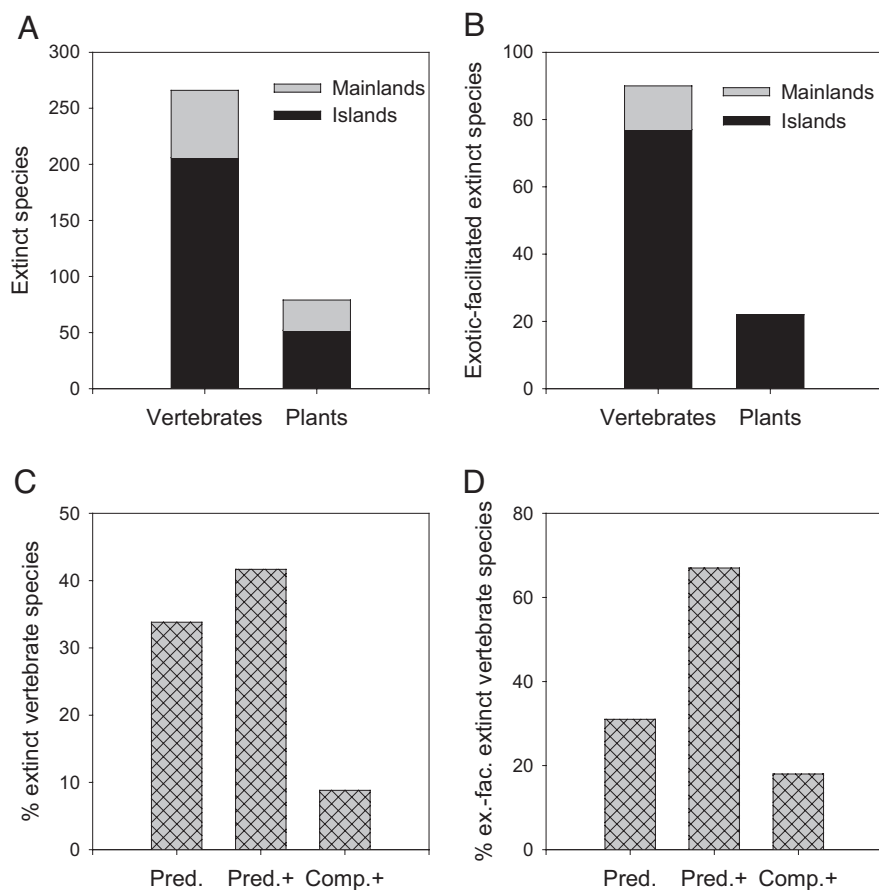 A
Extinct species
300
250
200
150
100
50
0
Mainlands
Islands
Vertebrates Plants
B
Exotic-facilitated extinct species
100
80
60
40
20
0
Mainlands
Islands
Vertebrates Plants
C
% extinct vertebrate species
50
40
30
20
10
0
Pred. Pred.+ Comp.+
D
% ex.-fac. extinct vertebrate species
80
60
40
20
0
Pred. Pred.+ Comp.+